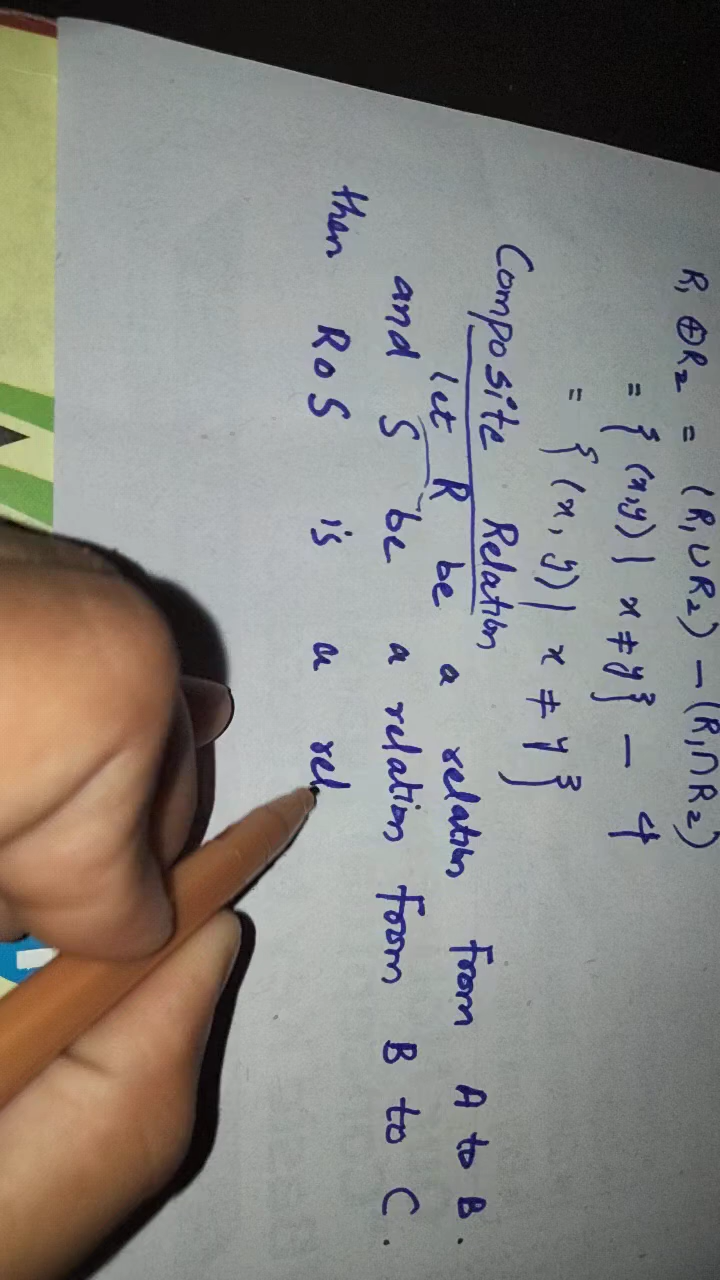 R₁ ⊕ R₂ = (R₁ ∪ R₂) - (R₁ ∩ R₂)
= {(x,y) | x ≠ y} - ϕ
= {(x, y) | x ≠ y}
Composite Relation
Let R be a relation from A to B.
and S be a relation from B to C.
then RoS is a rel